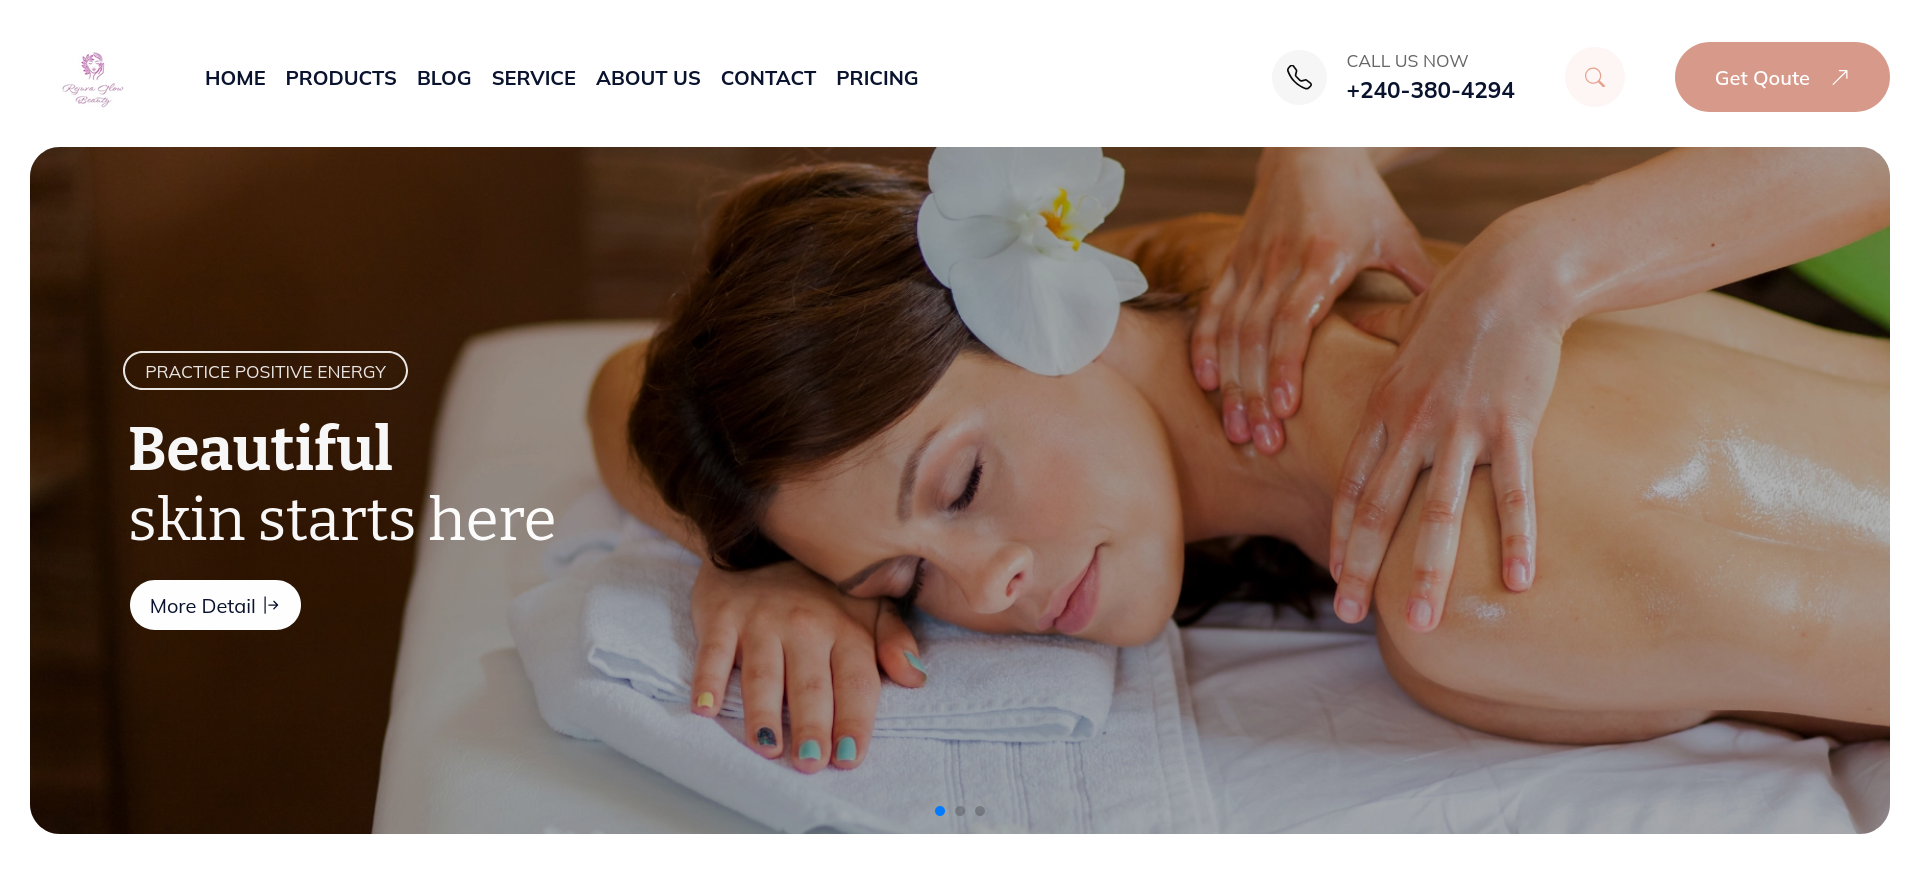 Rejuva Glow
Beauty
HOME PRODUCTS BLOG SERVICE ABOUT US CONTACT PRICING
CALL US NOW
+240-380-4294
Get Qoute
PRACTICE POSITIVE ENERGY
Beautiful
skin starts here
More Detail